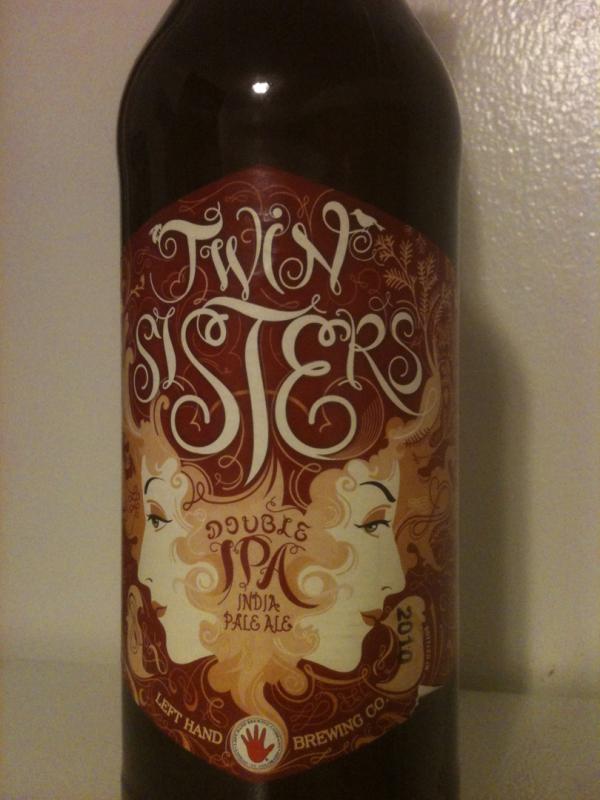 TWiN
SISTERS
DOUBLE
IPA
INDIA
PALE ALE
2010
LEFT HAND BREWING CO.